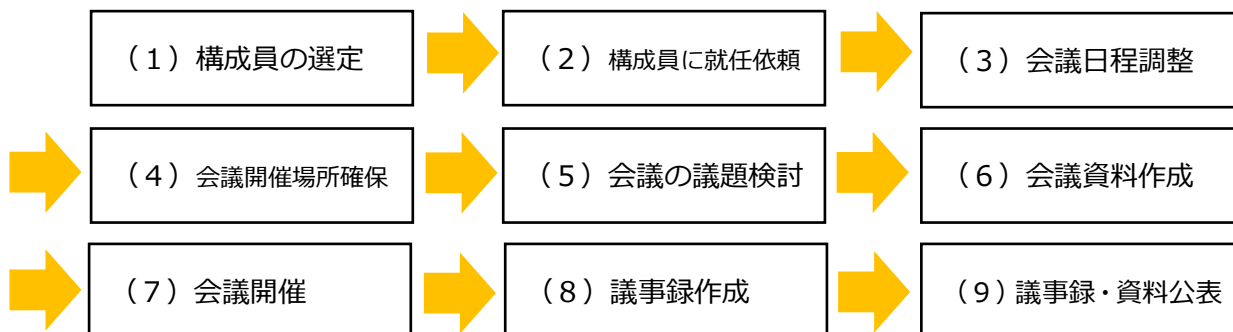 （１）構成員の選定
（２）構成員に就任依頼
（３）会議日程調整
（４）会議開催場所確保
（５）会議の議題検討
（６）会議資料作成
（７）会議開催
（８）議事録作成
（９）議事録・資料公表